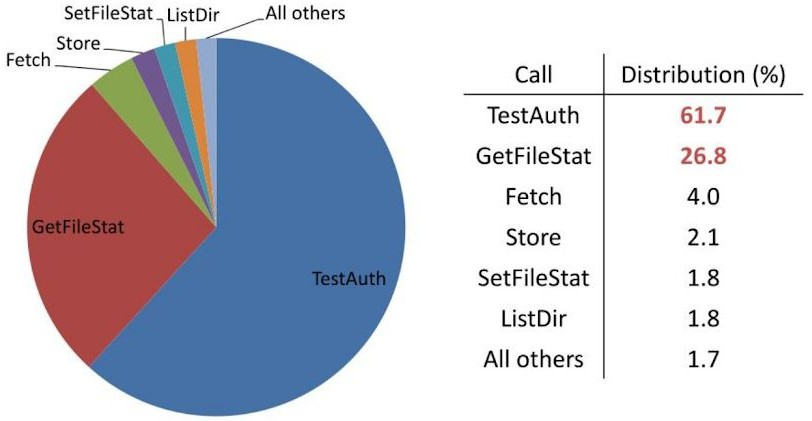 SetFileStat ListDir All others
Store
Fetch
GetFileStat
TestAuth
Call Distribution (%)
TestAuth 61.7
GetFileStat 26.8
Fetch 4.0
Store 2.1
SetFileStat 1.8
ListDir 1.8
All others 1.7